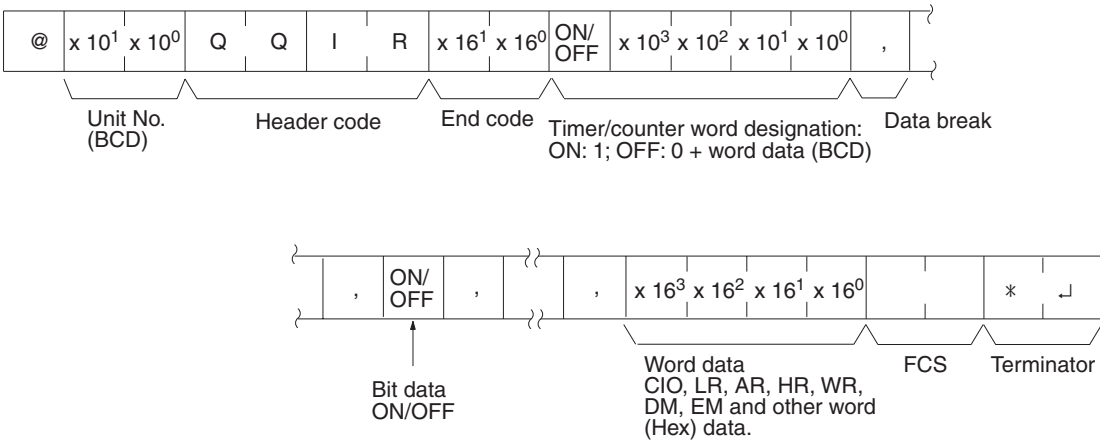 @ x 10¹ x 10⁰ Q Q I R x 16¹ x 16⁰ ON/OFF x 10³ x 10² x 10¹ x 10⁰ ,
Unit No. (BCD)
Header code
End code
Timer/counter word designation:
ON: 1; OFF: 0 + word data (BCD)
Data break
, ON/OFF , , x 16³ x 16² x 16¹ x 16⁰ * ↵
Bit data
ON/OFF
Word data
CIO, LR, AR, HR, WR,
DM, EM and other word
(Hex) data.
FCS
Terminator